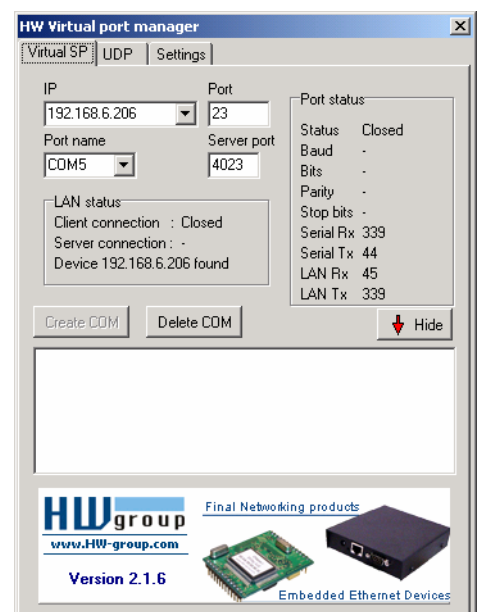 HW Virtual port manager
Virtual SP UDP Settings
IP Port
192.168.6.206 23
Port name Server port
COM5 4023
LAN status
Client connection : Closed
Server connection : -
Device 192.168.6.206 found
Port status
Status Closed
Baud -
Bits -
Parity -
Stop bits -
Serial Rx 339
Serial Tx 44
LAN Rx 45
LAN Tx 339
Create COM Delete COM Hide
HW group
www.HW-group.com
Version 2.1.6
Final Networking products
Embedded Ethernet Devices